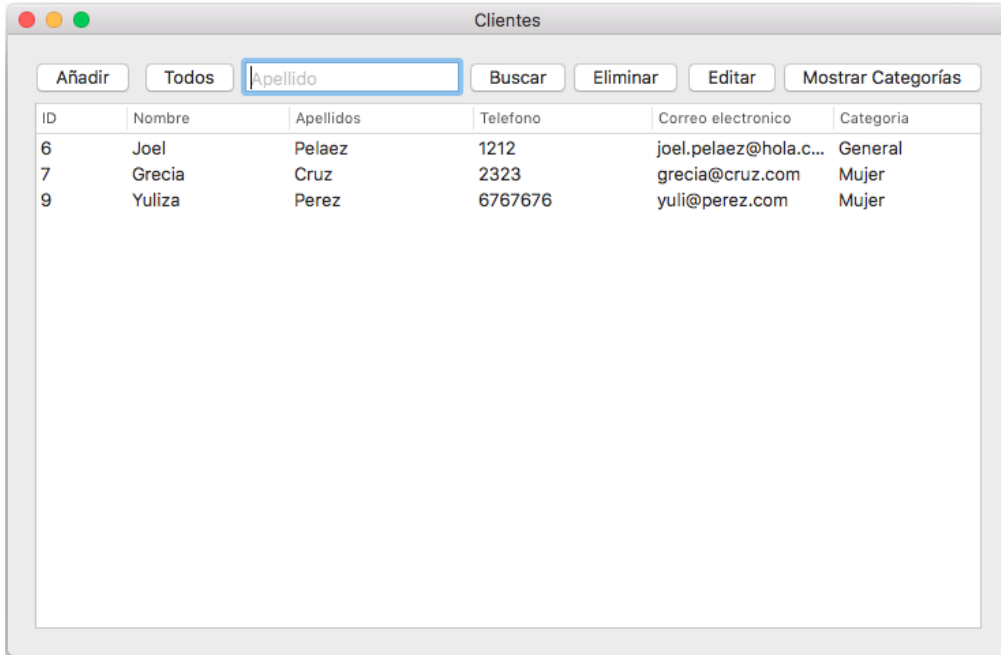 Clientes
Añadir Todos Apellido Buscar Eliminar Editar Mostrar Categorías
ID Nombre Apellidos Telefono Correo electronico Categoria
6 Joel Pelaez 1212 joel.pelaez@hola.c... General
7 Grecia Cruz 2323 grecia@cruz.com Mujer
9 Yuliza Perez 6767676 yuli@perez.com Mujer